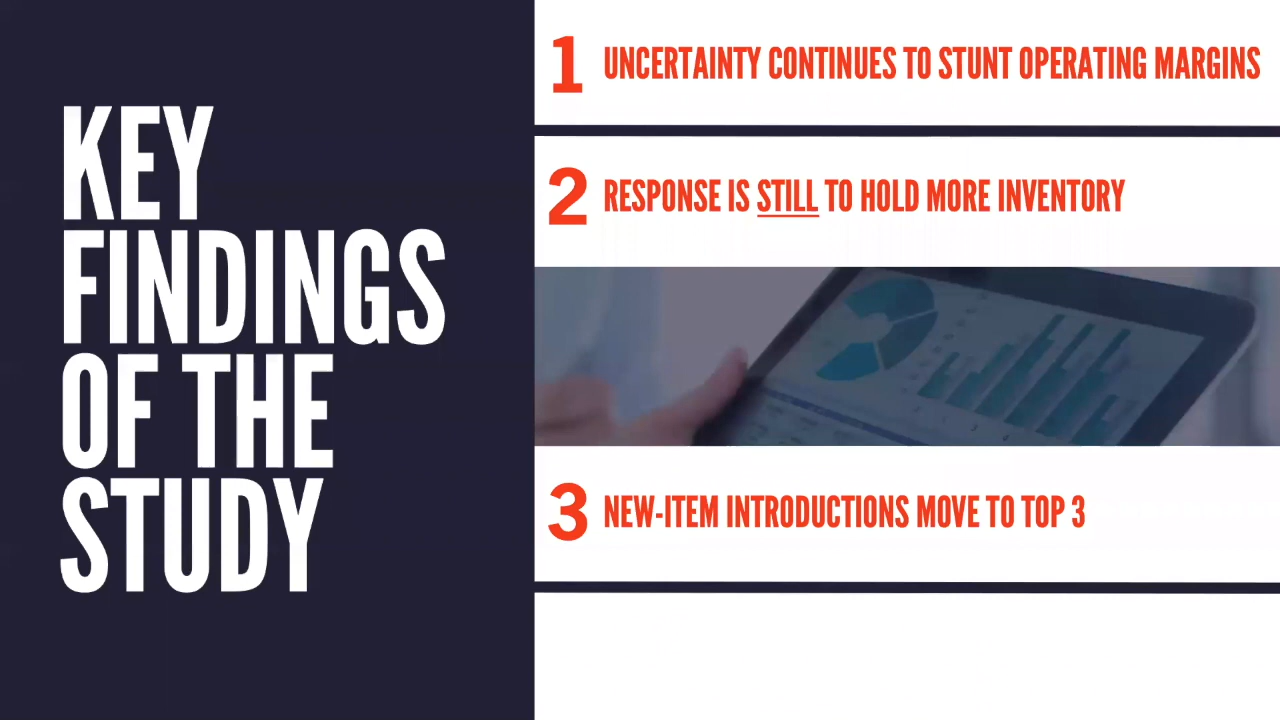 KEY
FINDINGS
OF THE
STUDY
1 UNCERTAINTY CONTINUES TO STUNT OPERATING MARGINS
2 RESPONSE IS STILL TO HOLD MORE INVENTORY
3 NEW-ITEM INTRODUCTIONS MOVE TO TOP 3